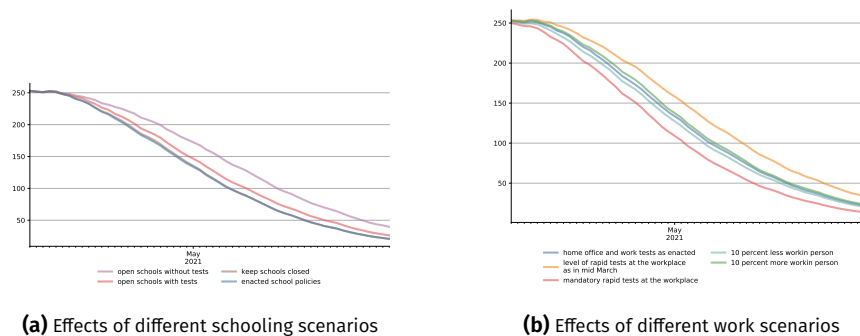 250
200
150
100
50
May
2021
open schools without tests
open schools with tests
keep schools closed
enacted school policies
(a) Effects of different schooling scenarios
250
200
150
100
50
May
2021
home office and work tests as enacted
level of rapid tests at the workplace
as in mid March
mandatory rapid tests at the workplace
10 percent less workin person
10 percent more workin person
(b) Effects of different work scenarios